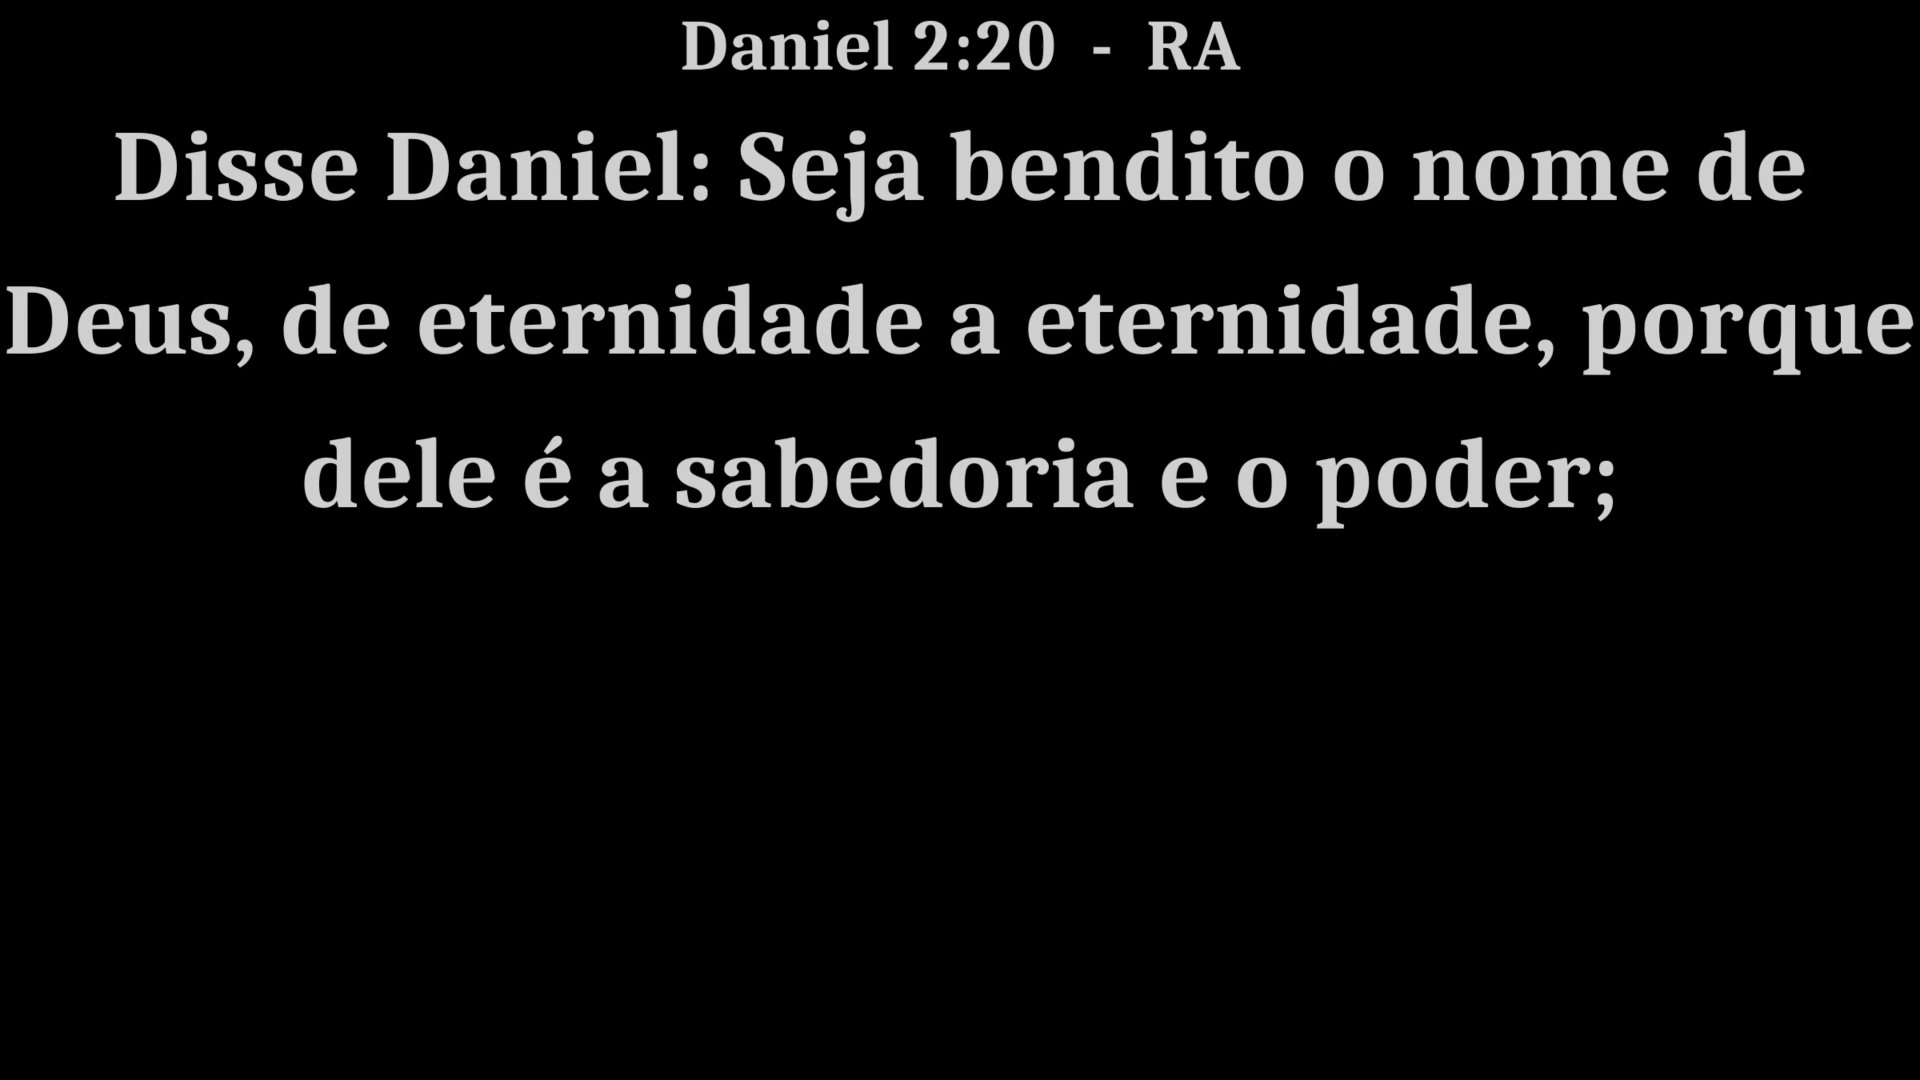 Daniel 2:20 - RA
Disse Daniel: Seja bendito o nome de
Deus, de eternidade a eternidade, porque
dele é a sabedoria e o poder;